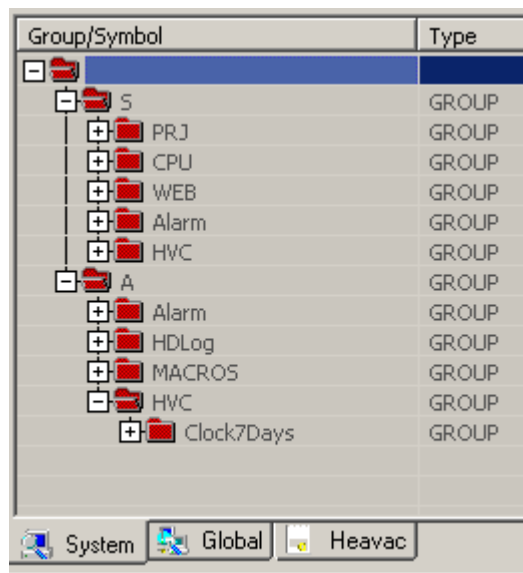 Group/Symbol Type
S GROUP
PRJ GROUP
CPU GROUP
WEB GROUP
Alarm GROUP
HVC GROUP
A GROUP
Alarm GROUP
HDLog GROUP
MACROS GROUP
HVC GROUP
Clock7Days GROUP
System Global Heavac